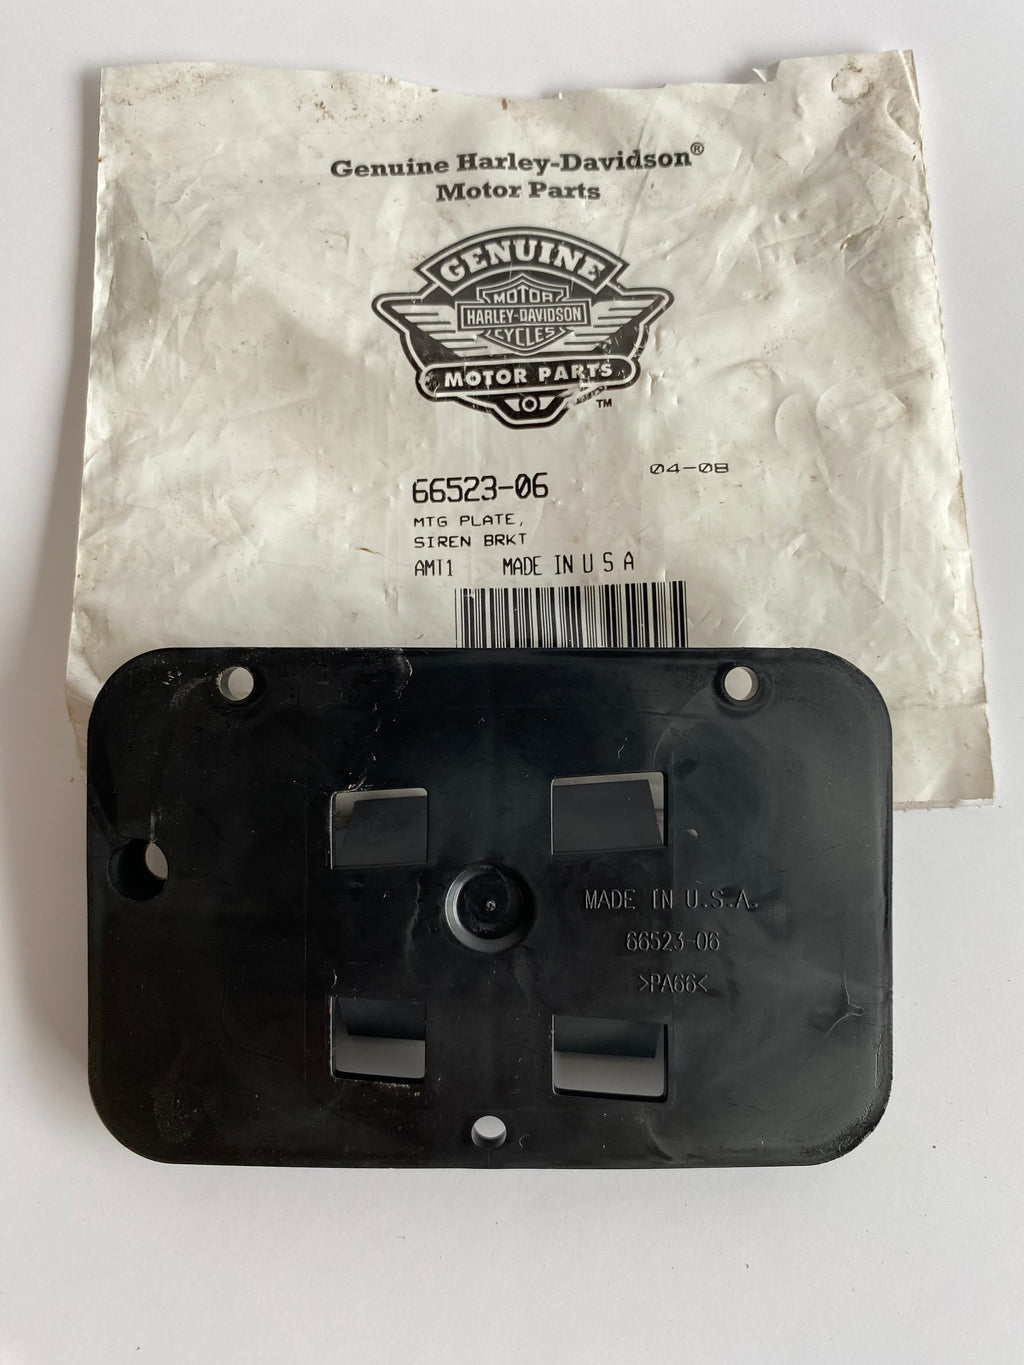 Genuine Harley-Davidson®
Motor Parts
GENUINE
MOTOR
HARLEY-DAVIDSON
CYCLES
MOTOR PARTS
TM
04-08
66523-06
MTG PLATE,
SIREN BRKT
AMT1 MADE IN U S A
MADE IN U.S.A.
66523-06
>PA66<